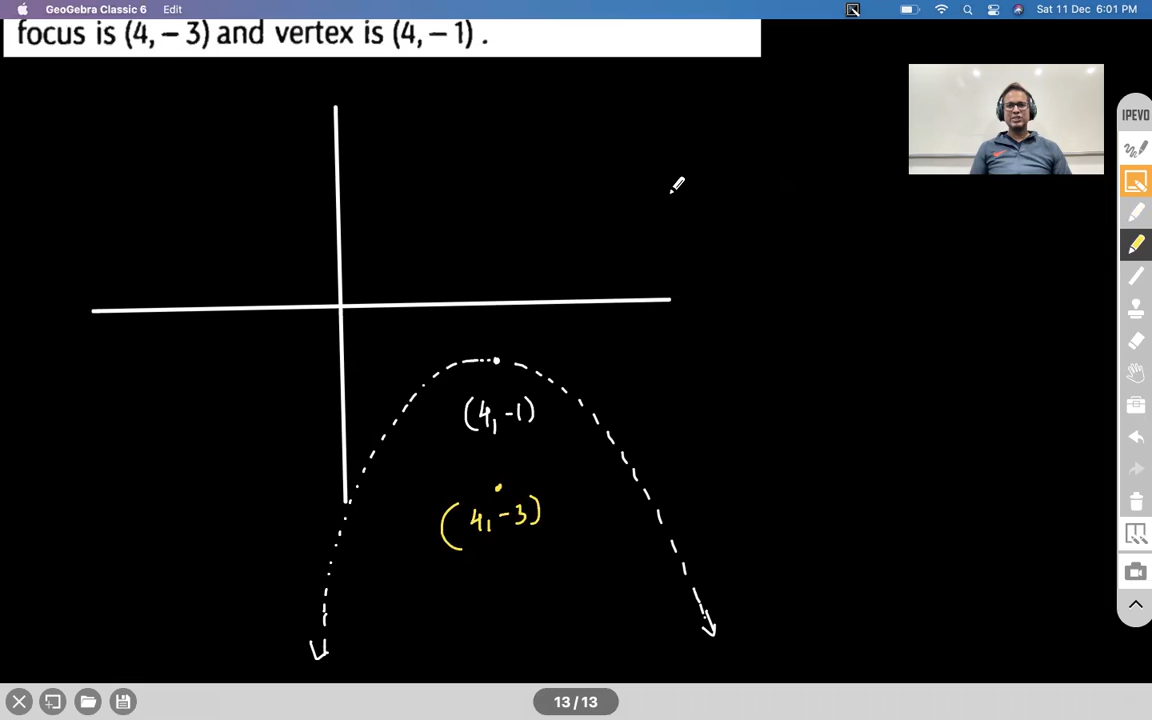 GeoGebra Classic 6 Edit Sat 11 Dec 6:01 PM
focus is (4, – 3) and vertex is (4, – 1) .
IPEVO
(4, -1)
(4, -3)
13 / 13